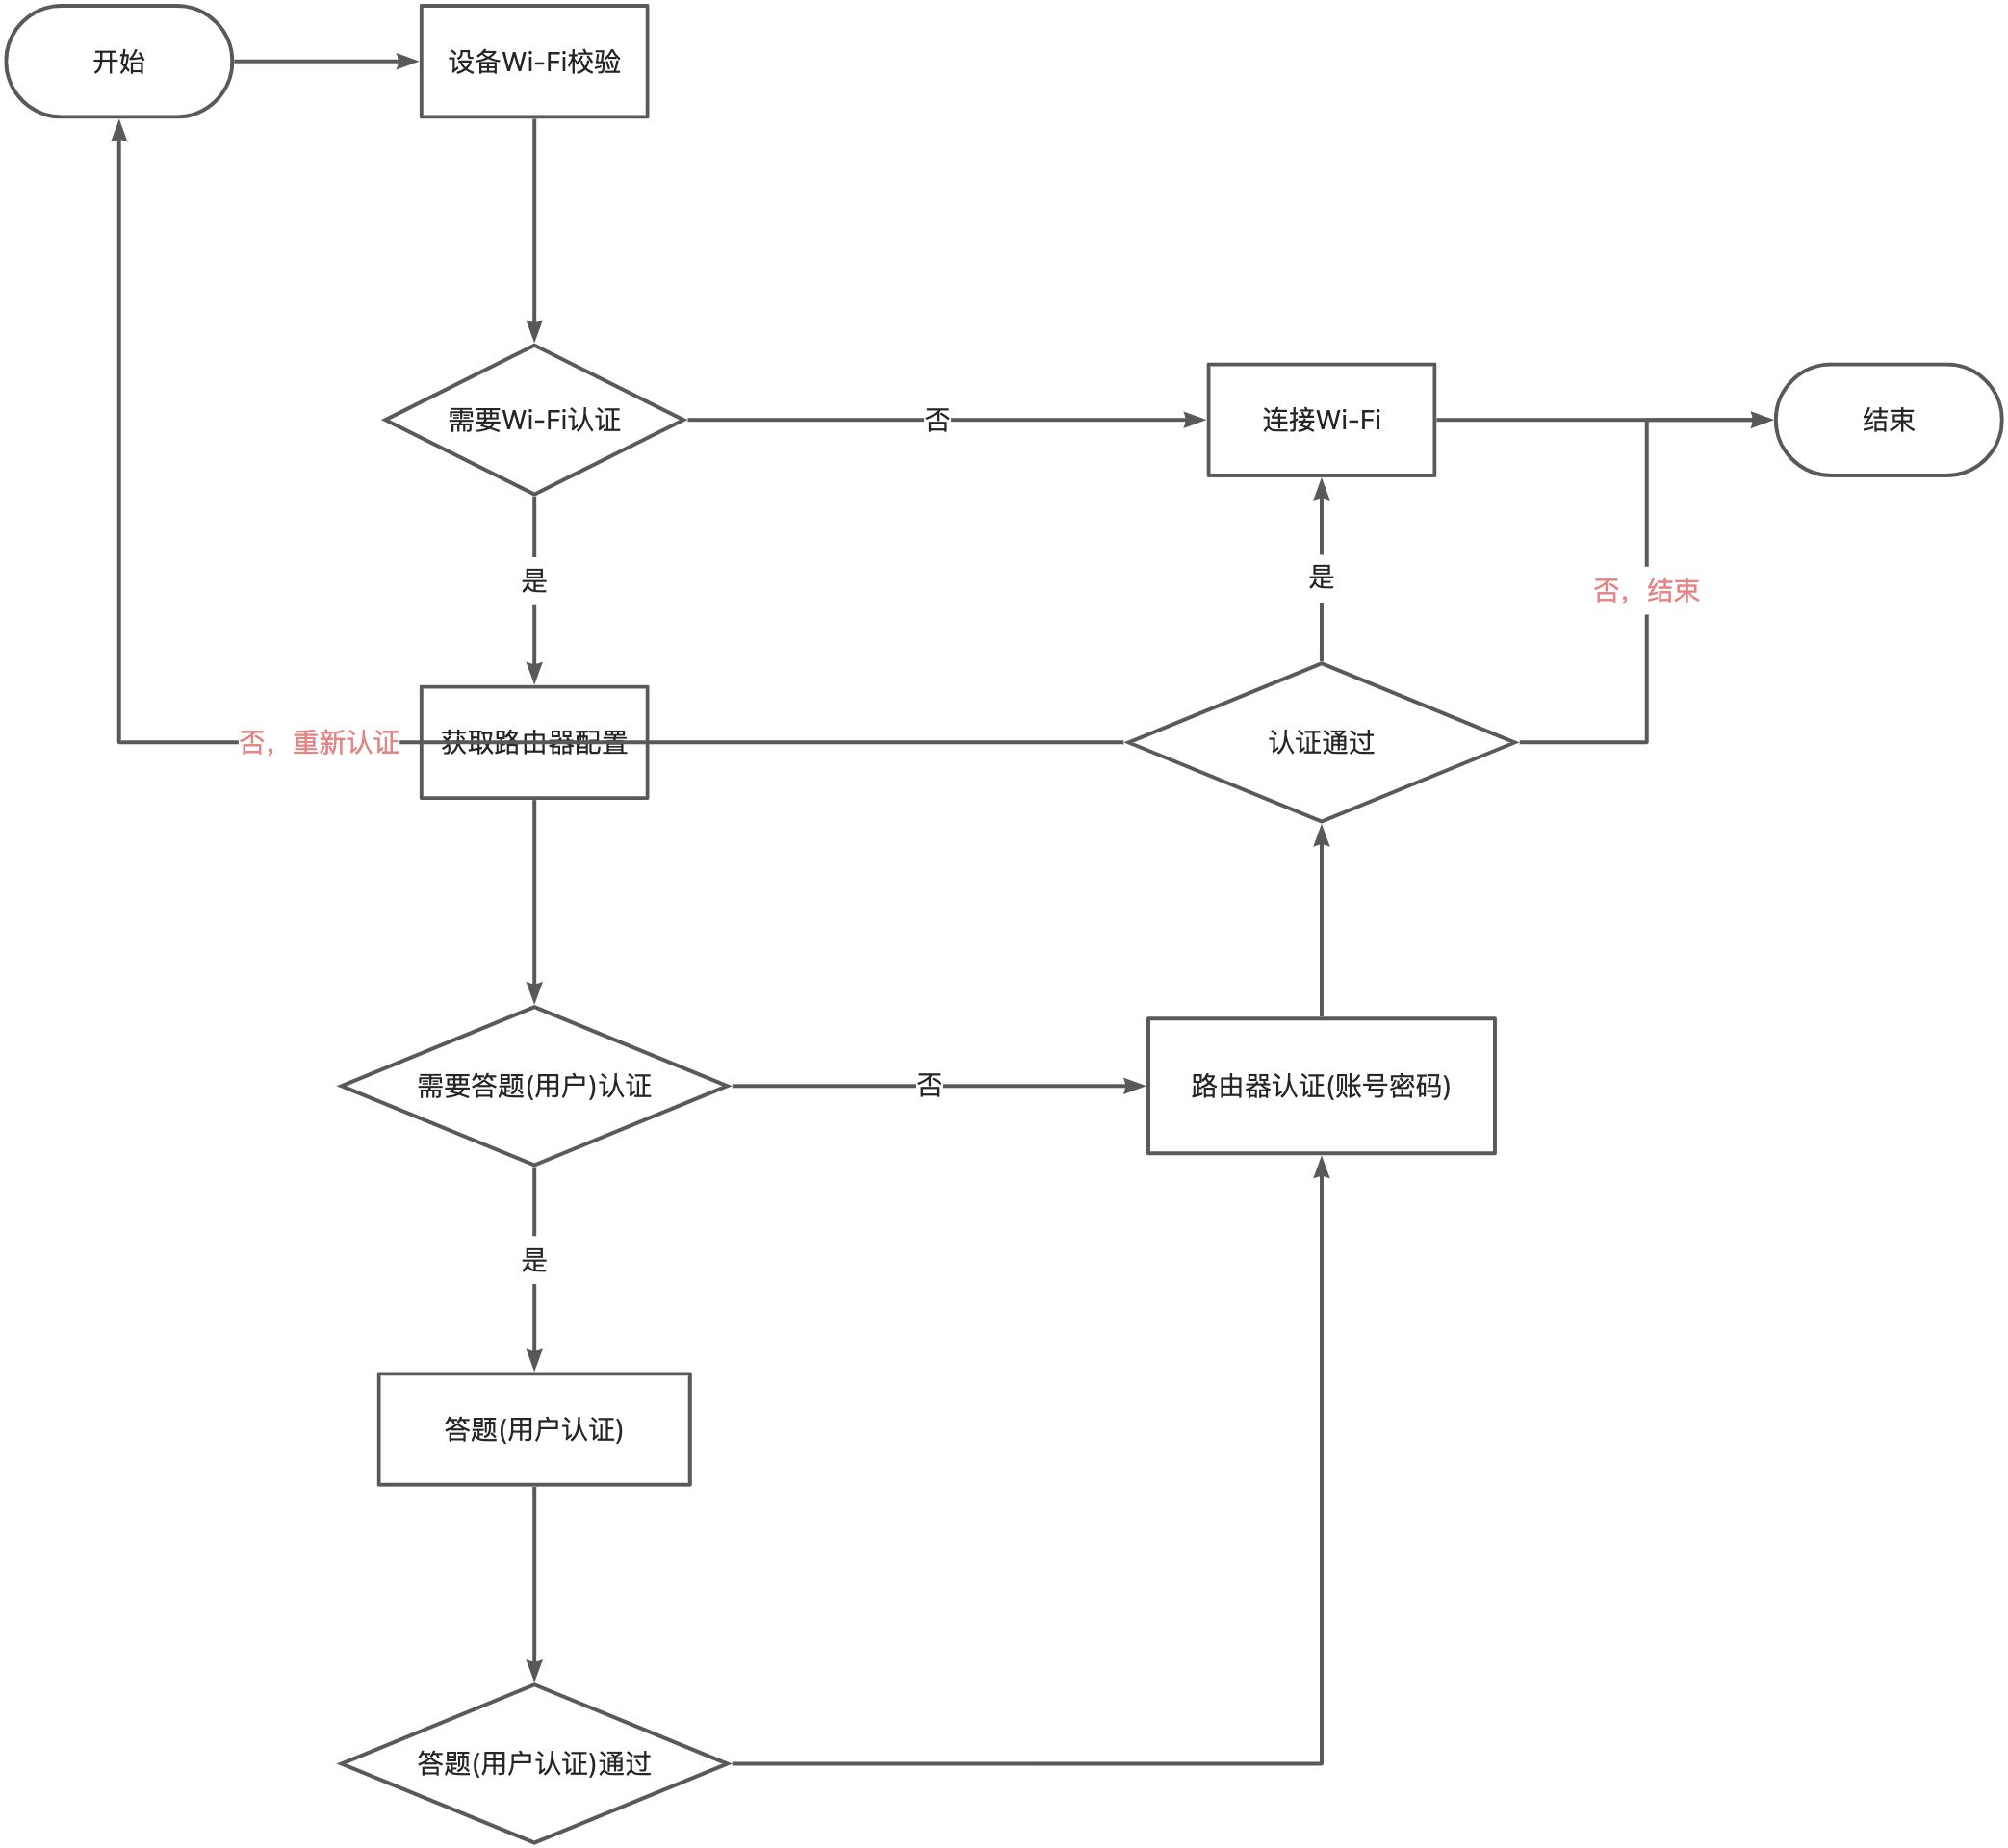 开始
设备Wi-Fi校验
需要Wi-Fi认证
否
连接Wi-Fi
结束
是
是
否，结束
否，重新认证
获取路由器配置
认证通过
需要答题(用户)认证
否
路由器认证(账号密码)
是
答题(用户认证)
答题(用户认证)通过